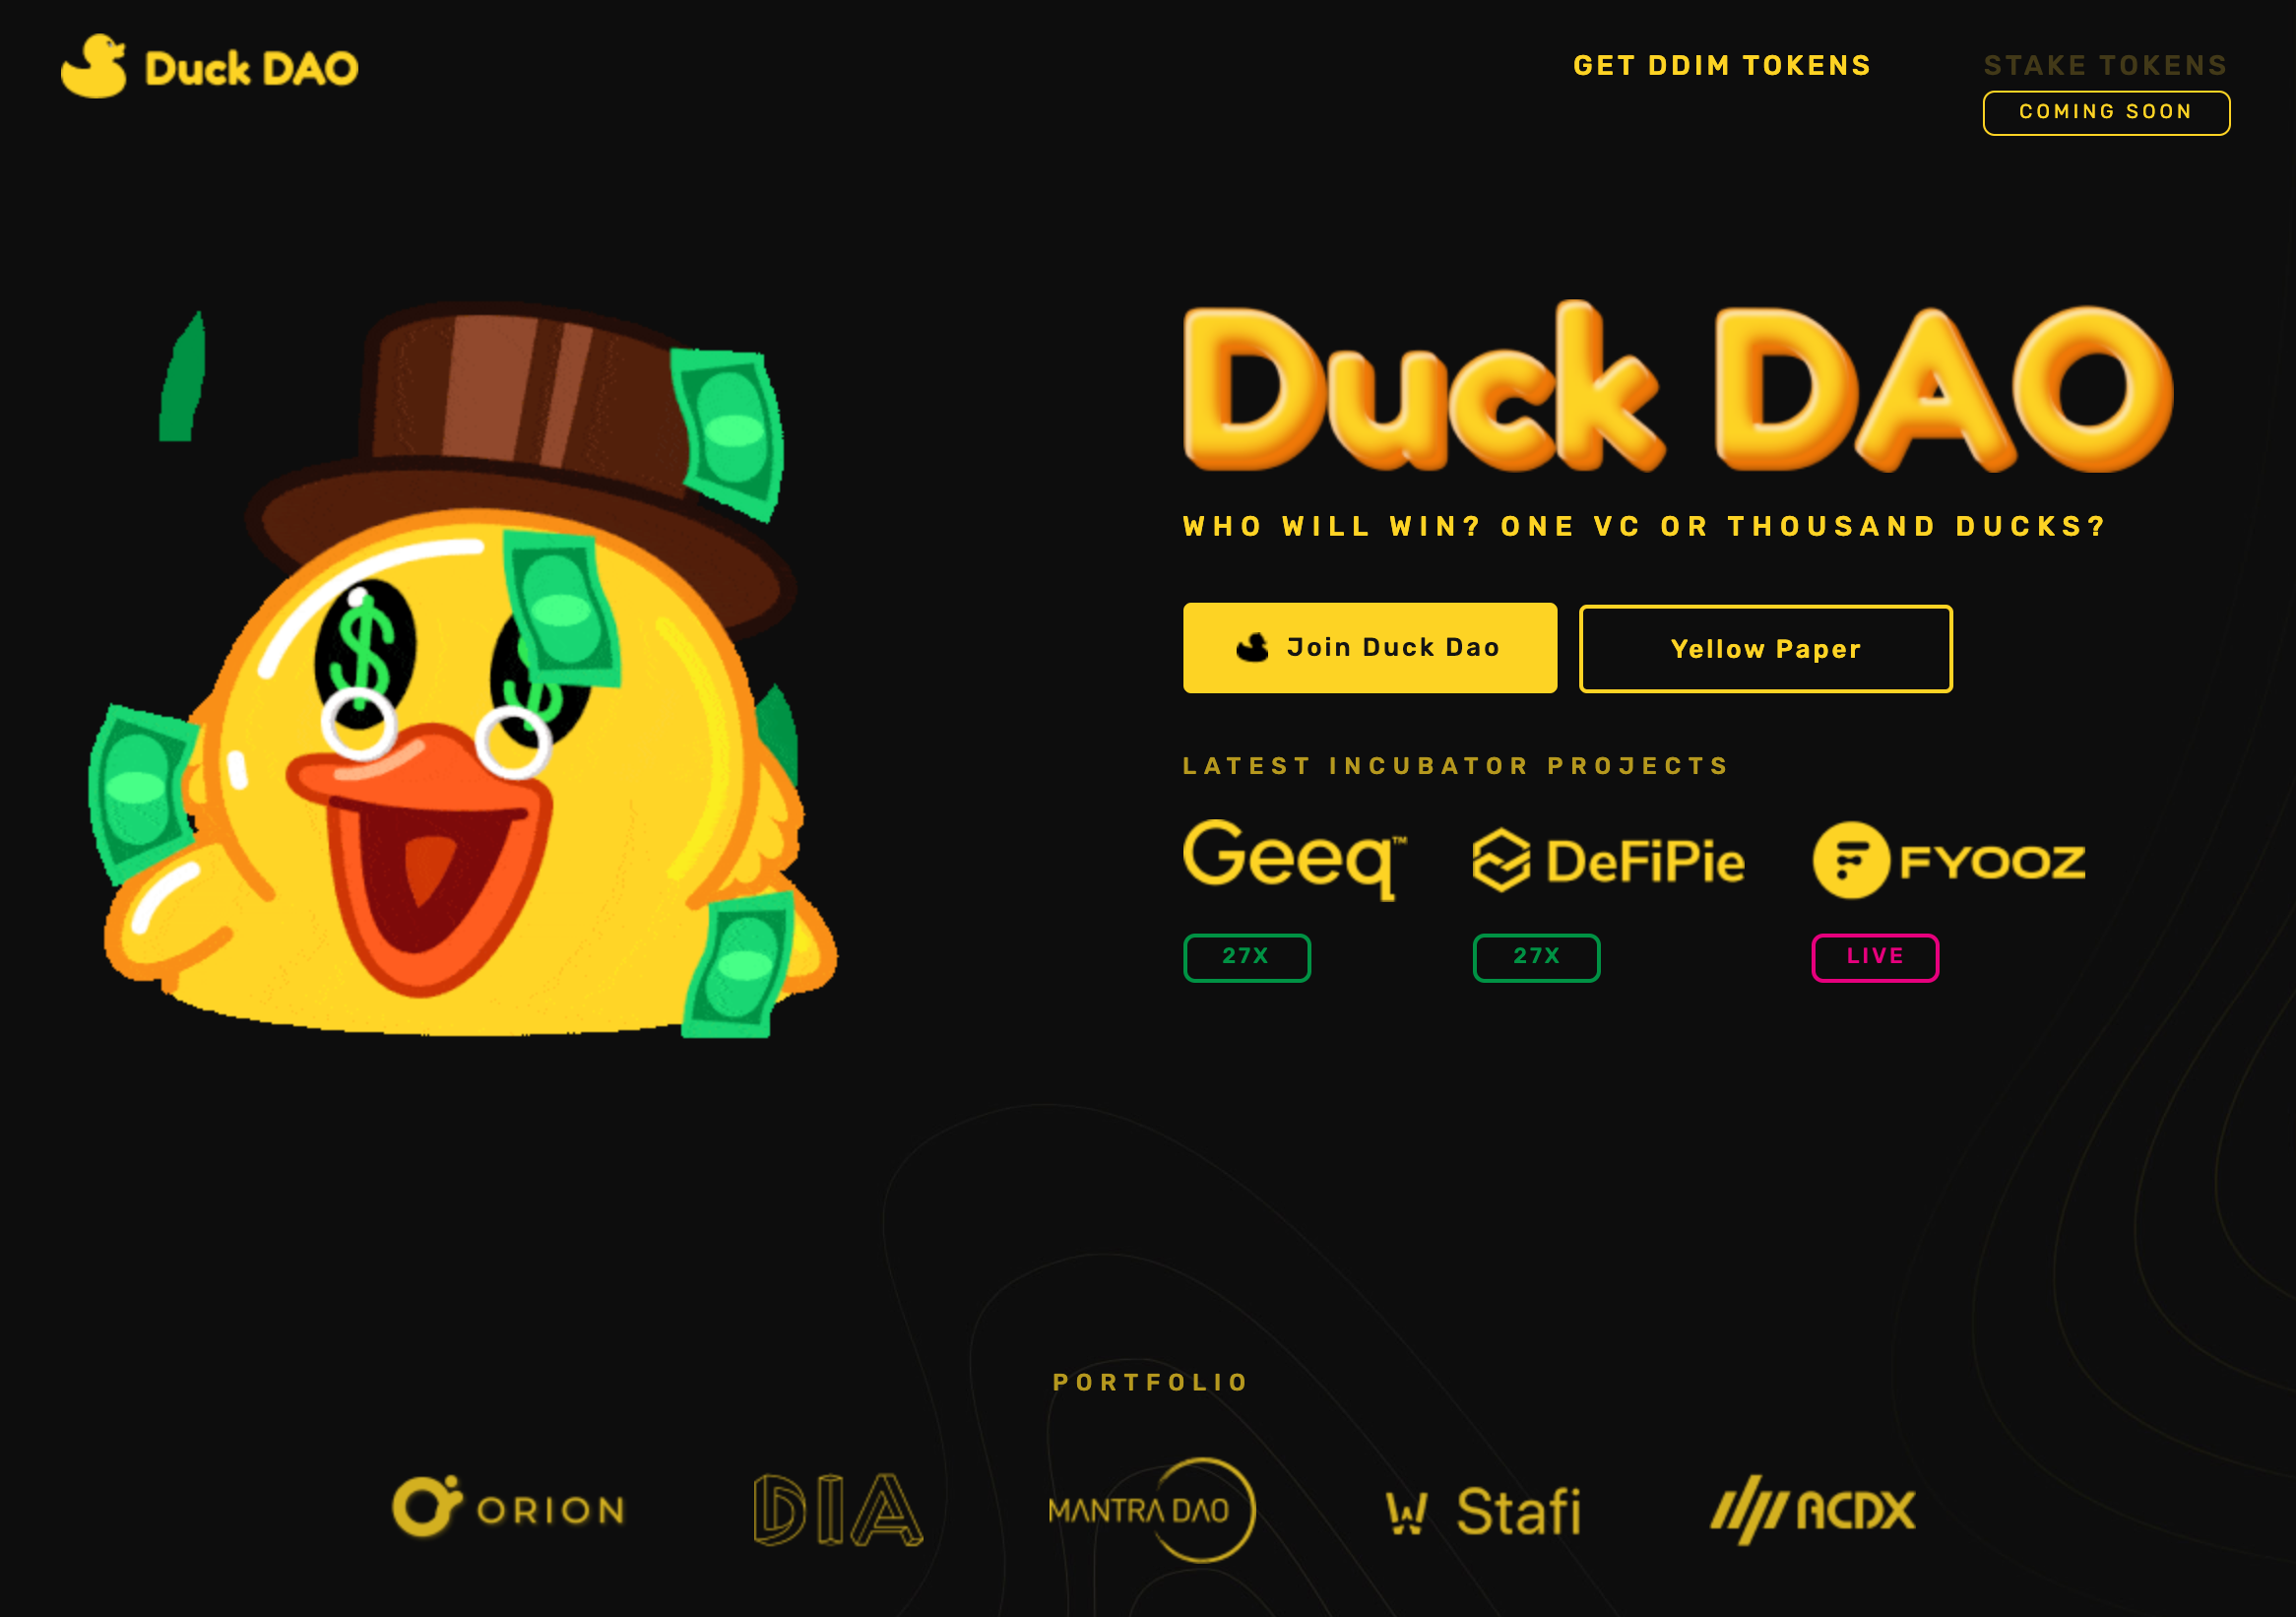 Duck DAO
GET DDIM TOKENS
STAKE TOKENS
COMING SOON
Duck DAO
WHO WILL WIN? ONE VC OR THOUSAND DUCKS?
Join Duck Dao
Yellow Paper
LATEST INCUBATOR PROJECTS
Geeq™
DeFiPie
FYOOZ
27X
27X
LIVE
PORTFOLIO
ORION
DIA
MANTRA DAO
Stafi
ACDX